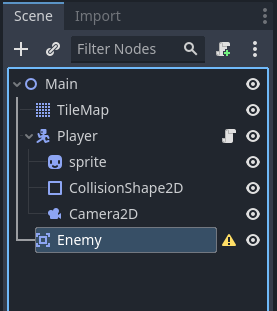 Scene Import
Filter Nodes
Main
TileMap
Player
sprite
CollisionShape2D
Camera2D
Enemy